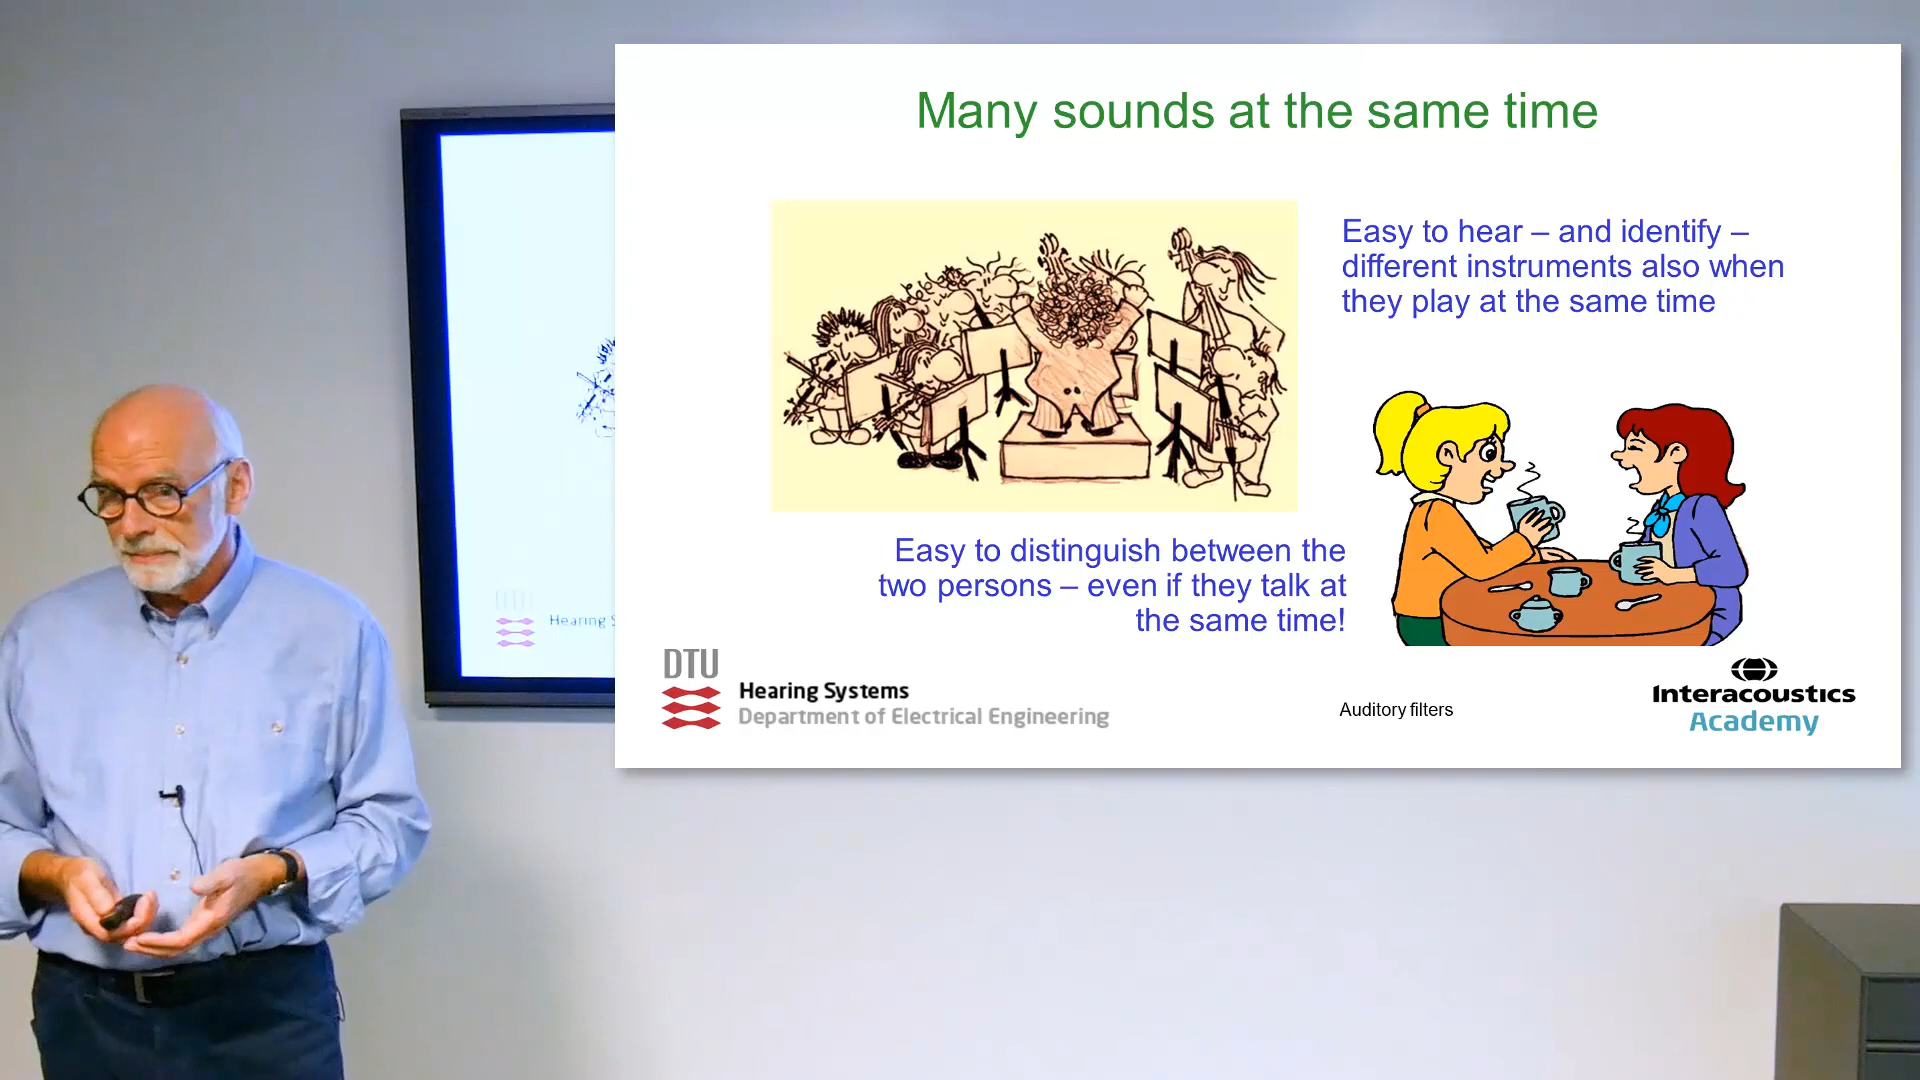 Many sounds at the same time
Easy to hear – and identify –
different instruments also when
they play at the same time
Easy to distinguish between the
two persons – even if they talk at
the same time!
DTU
Hearing Systems
Department of Electrical Engineering
Auditory filters
Interacoustics
Academy
DTU
Hearing S